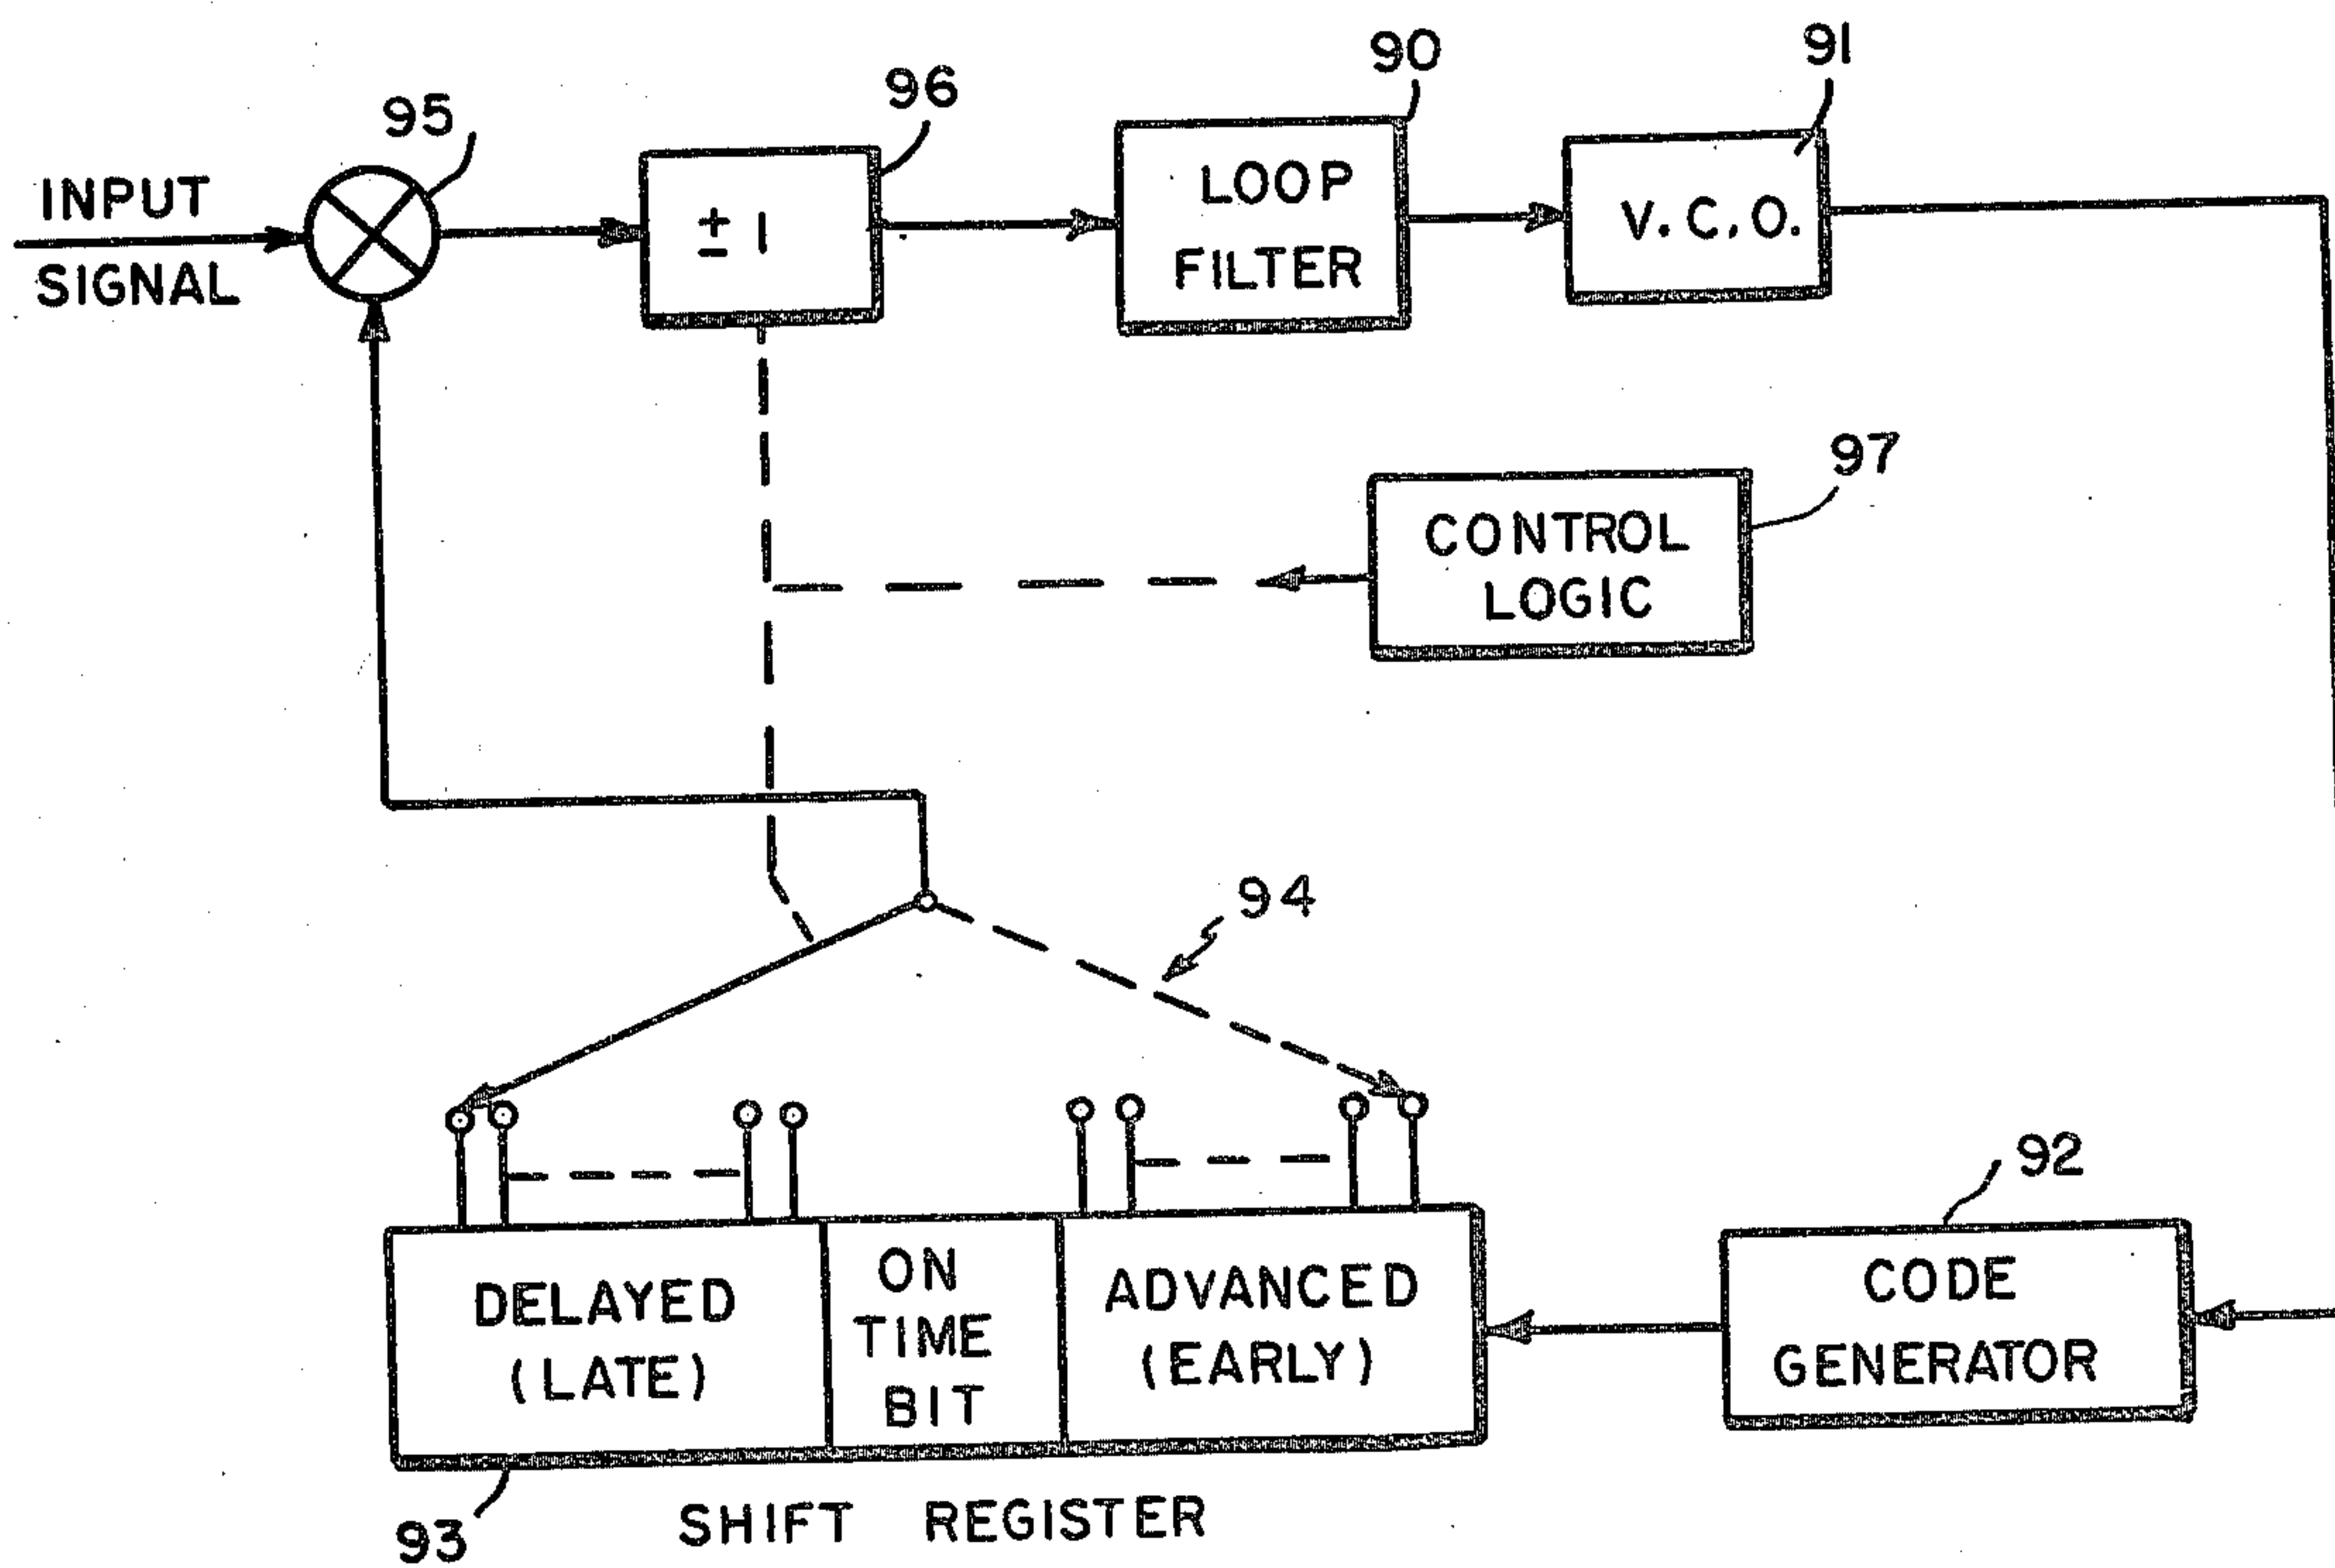 95
96
90
91
INPUT
SIGNAL
± 1
LOOP
FILTER
V.C.O.
97
CONTROL
LOGIC
94
92
DELAYED
(LATE)
ON
TIME
BIT
ADVANCED
(EARLY)
CODE
GENERATOR
93
SHIFT REGISTER